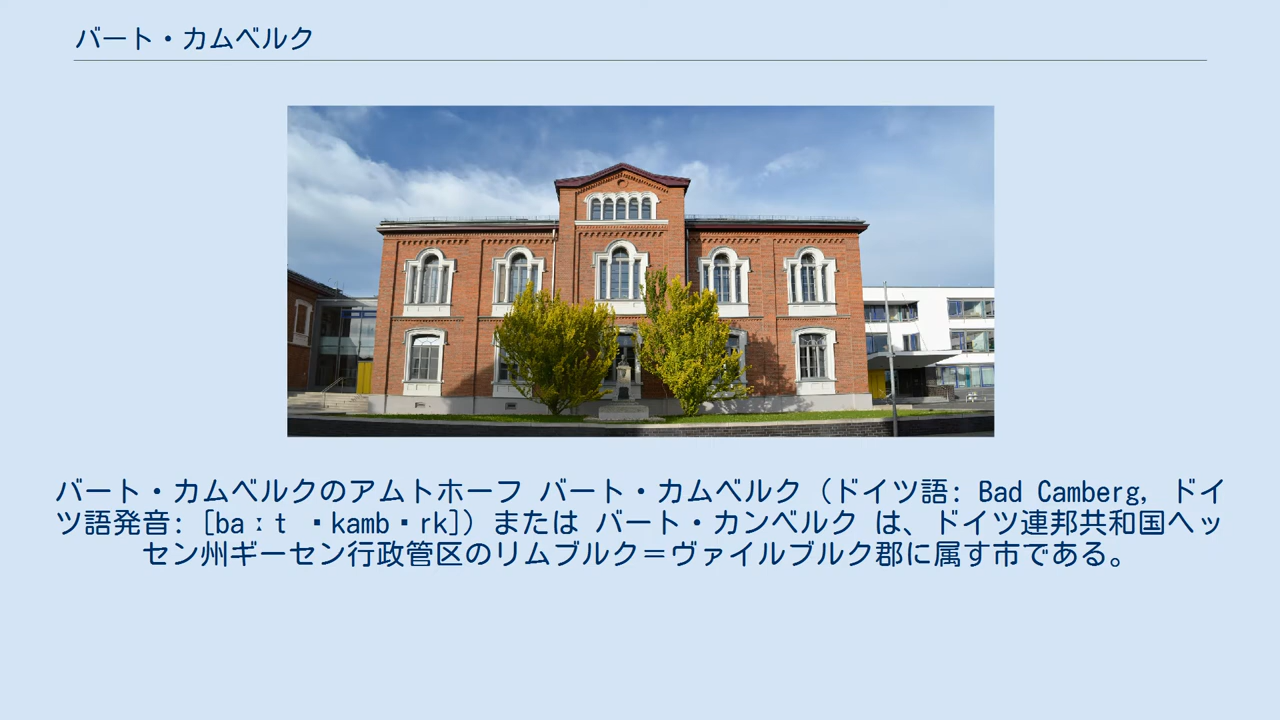 バート・カムベルク
バート・カムベルクのアムトホーフ バート・カムベルク（ドイツ語: Bad Camberg, ドイ
ツ語発音: [baːt ▪kamb▪rk]）または バート・カンベルク は、ドイツ連邦共和国ヘッ
セン州ギーセン行政管区のリムブルク＝ヴァイルブルク郡に属す市である。